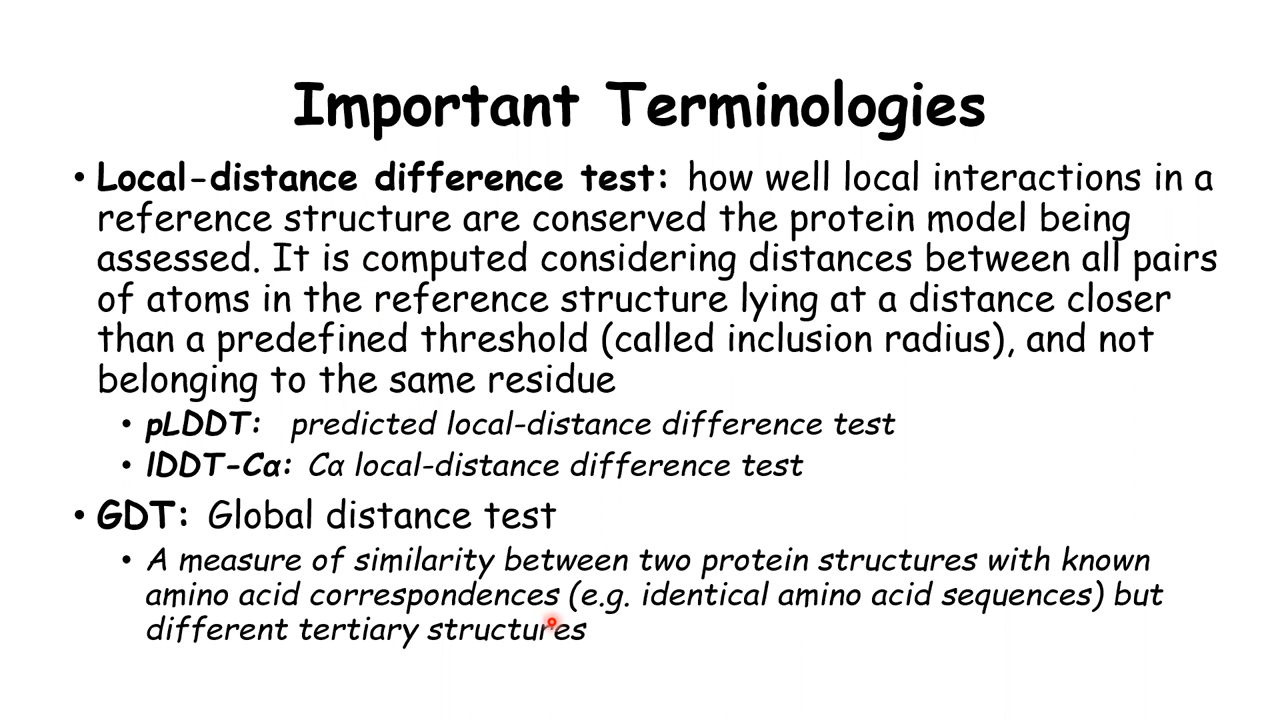 Important Terminologies
• Local-distance difference test: how well local interactions in a
reference structure are conserved the protein model being
assessed. It is computed considering distances between all pairs
of atoms in the reference structure lying at a distance closer
than a predefined threshold (called inclusion radius), and not
belonging to the same residue
• pLDDT: predicted local-distance difference test
• lDDT-Cα: Cα local-distance difference test
• GDT: Global distance test
• A measure of similarity between two protein structures with known
amino acid correspondences (e.g. identical amino acid sequences) but
different tertiary structures